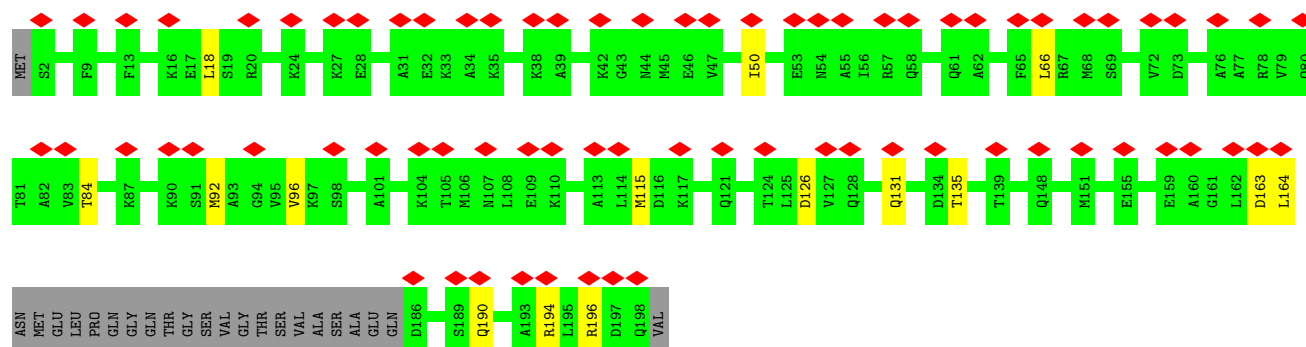 MET S2 F9 F13 K16 E17 L18 S19 R20 K24 K27 E28 A31 E32 K33 A34 K35 K38 A39 K42 G43 N44 M45 E46 V47 I50 E53 N54 A55 I56 R57 Q58 Q61 A62 F65 L66 R67 M68 S69 V72 D73 A76 A77 R78 V79 Q80
T81 A82 V83 T84 K87 K90 S91 M92 A93 G94 V95 V96 K97 S98 A101 K104 T105 M106 N107 L108 E109 K110 A113 L114 M115 D116 K117 Q121 T124 L125 D126 V127 Q128 Q131 D134 T135 T139 Q148 M151 E155 E159 A160 G161 L162 D163 L164
ASN MET GLU LEU PRO GLN GLY GLN THR GLY SER VAL GLY THR SER VAL ALA SER ALA GLU GLN D186 S189 Q190 A193 R194 L195 R196 D197 Q198 VAL